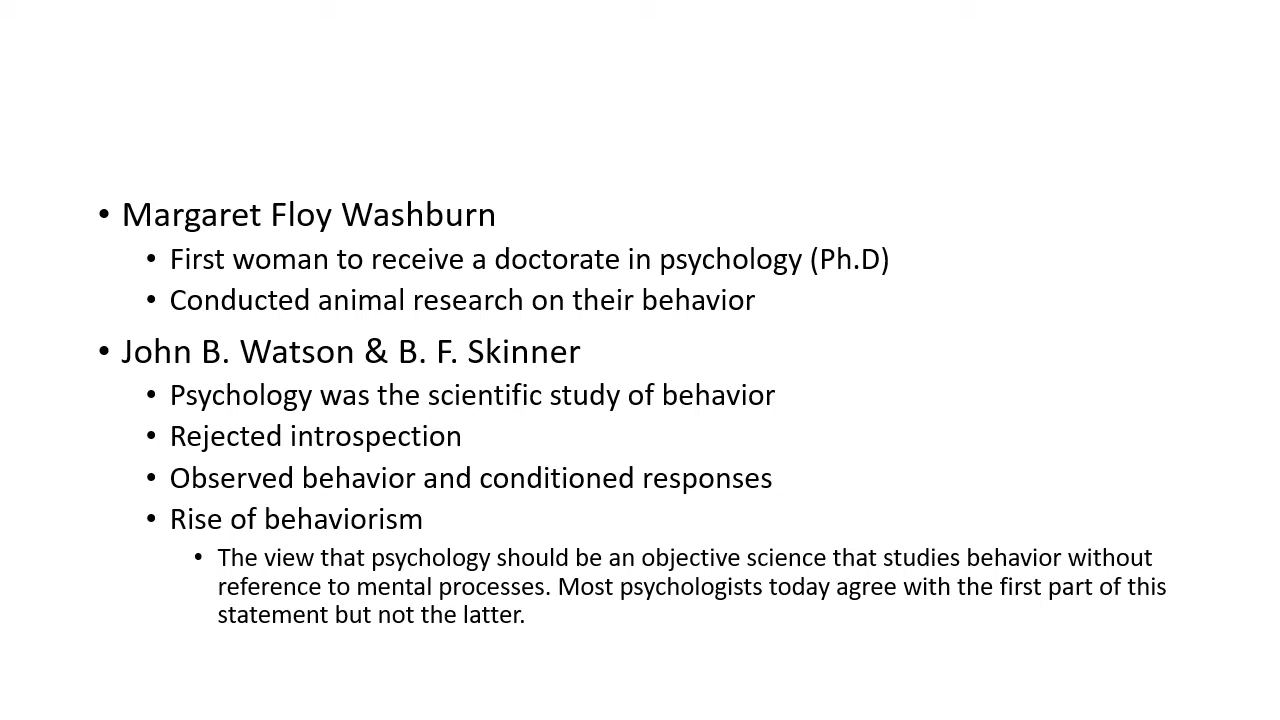 • Margaret Floy Washburn
• First woman to receive a doctorate in psychology (Ph.D)
• Conducted animal research on their behavior
• John B. Watson & B. F. Skinner
• Psychology was the scientific study of behavior
• Rejected introspection
• Observed behavior and conditioned responses
• Rise of behaviorism
• The view that psychology should be an objective science that studies behavior without
reference to mental processes. Most psychologists today agree with the first part of this
statement but not the latter.